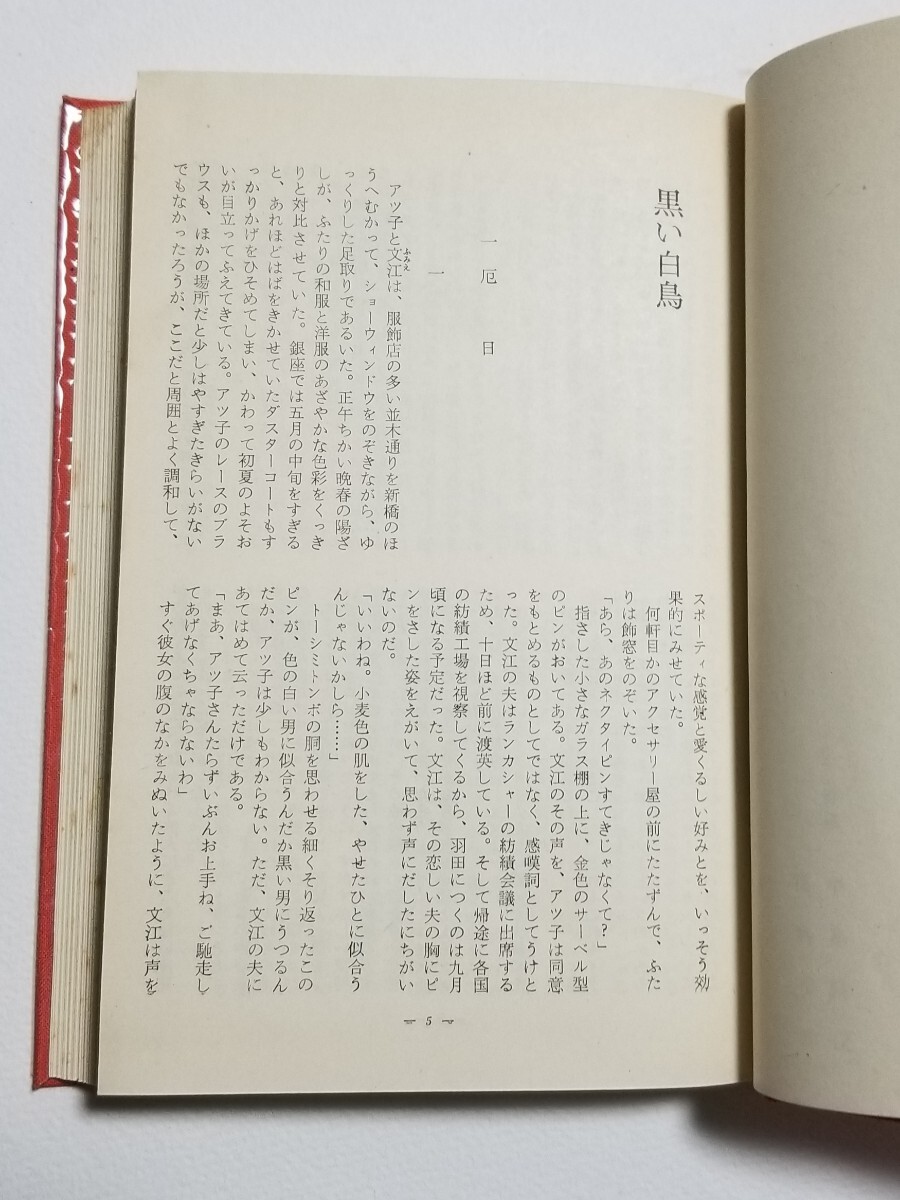 黒い白鳥
一厄日
一
アツ子と文江は、服飾店の多い並木通りを新橋のほ
ふみえ
うへむかって、ショーウィンドウをのぞきながら、ゆ
っくりした足取りであるいた。正午ちかい晩春の陽ざ
しが、ふたりの和服と洋服のあざやかな色彩をくっき
りと対比させていた。銀座では五月の中旬をすぎる
と、あれほどはばをきかせていたダスターコートもす
っかりかげをひそめてしまい、かわって初夏のよそお
いが目立ってふえてきている。アツ子のレースのブラ
ウスも、ほかの場所だと少しはやすぎたきらいがない
でもなかったろうが、ここだと周囲とよく調和して、
スポーティな感覚と愛くるしい好みとを、いっそう効
果的にみせていた。
何軒目かのアクセサリー屋の前にたたずんで、ふた
りは飾窓をのぞいた。
「あら、あのネクタイピンすてきじゃなくて?」
指さした小さなガラス棚の上に、金色のサーベル型
のピンがおいてある。文江のその声を、アツ子は同意
をもとめるものとしてではなく、感嘆詞としてうけと
った。文江の夫はランカシャーの紡績会議に出席する
ため、十日ほど前に渡英している。そして帰途に各国
の紡績工場を視察してくるから、羽田につくのは九月
頃になる予定だった。文江は、その恋しい夫の胸にピ
ンをさした姿をえがいて、思わず声にだしたにちがい
ないのだ。
「いいわね。小麦色の肌をした、やせたひとに似合う
んじゃないかしら……」
トーシミトンボの胴を思わせる細くそり返ったこの
ピンが、色の白い男に似合うんだか黒い男にうつるん
だか、アツ子は少しもわからない。ただ、文江の夫に
あてはめて云っただけである。
「まあ、アツ子さんたらずいぶんお上手ね、ご馳走し
てあげなくちゃならないわ」
すぐ彼女の腹のなかをみぬいたように、文江は声を
5